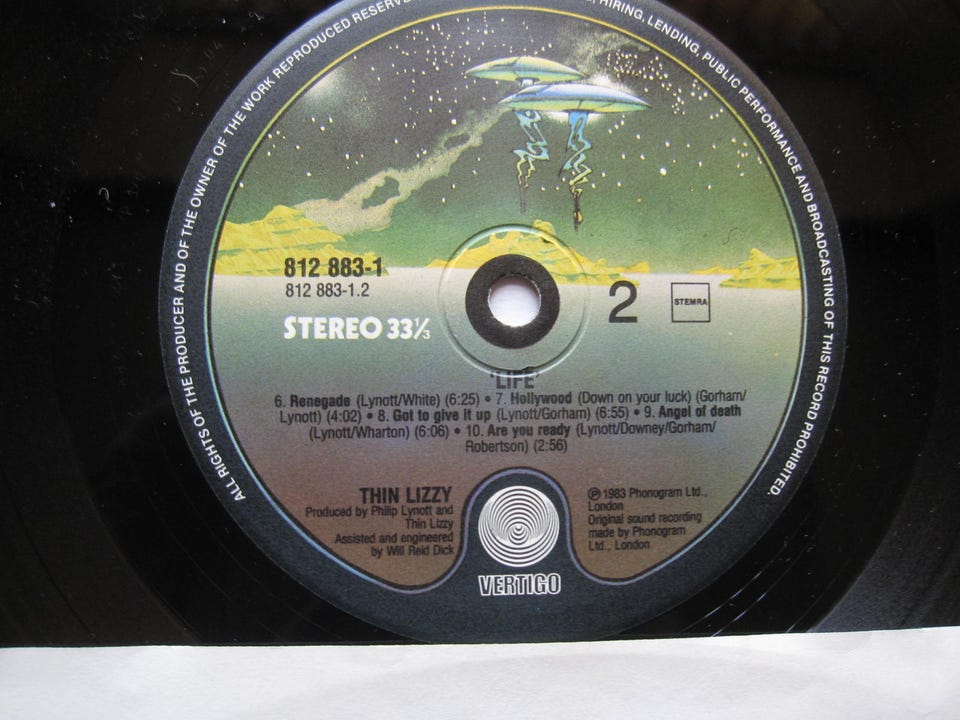 ALL RIGHTS OF THE PRODUCER AND OF THE OWNER OF THE WORK REPRODUCED RESERVED
HIRING, LENDING, PUBLIC PERFORMANCE AND BROADCASTING OF THIS RECORD PROHIBITED.
812 883-1
812 883-1.2
STEREO 33⅓
2
STEMRA
'LIFE'
6. Renegade (Lynott/White) (6:25) • 7. Hollywood (Down on your luck) (Gorham/
Lynott) (4:02) • 8. Got to give it up (Lynott/Gorham) (6:55) • 9. Angel of death
(Lynott/Wharton) (6:06) • 10. Are you ready (Lynott/Downey/Gorham/
Robertson) (2:56)
THIN LIZZY
Produced by Philip Lynott and
Thin Lizzy
Assisted and engineered
by Will Reid Dick
℗ 1983 Phonogram Ltd.,
London
Original sound recording
made by Phonogram
Ltd., London
VERTIGO